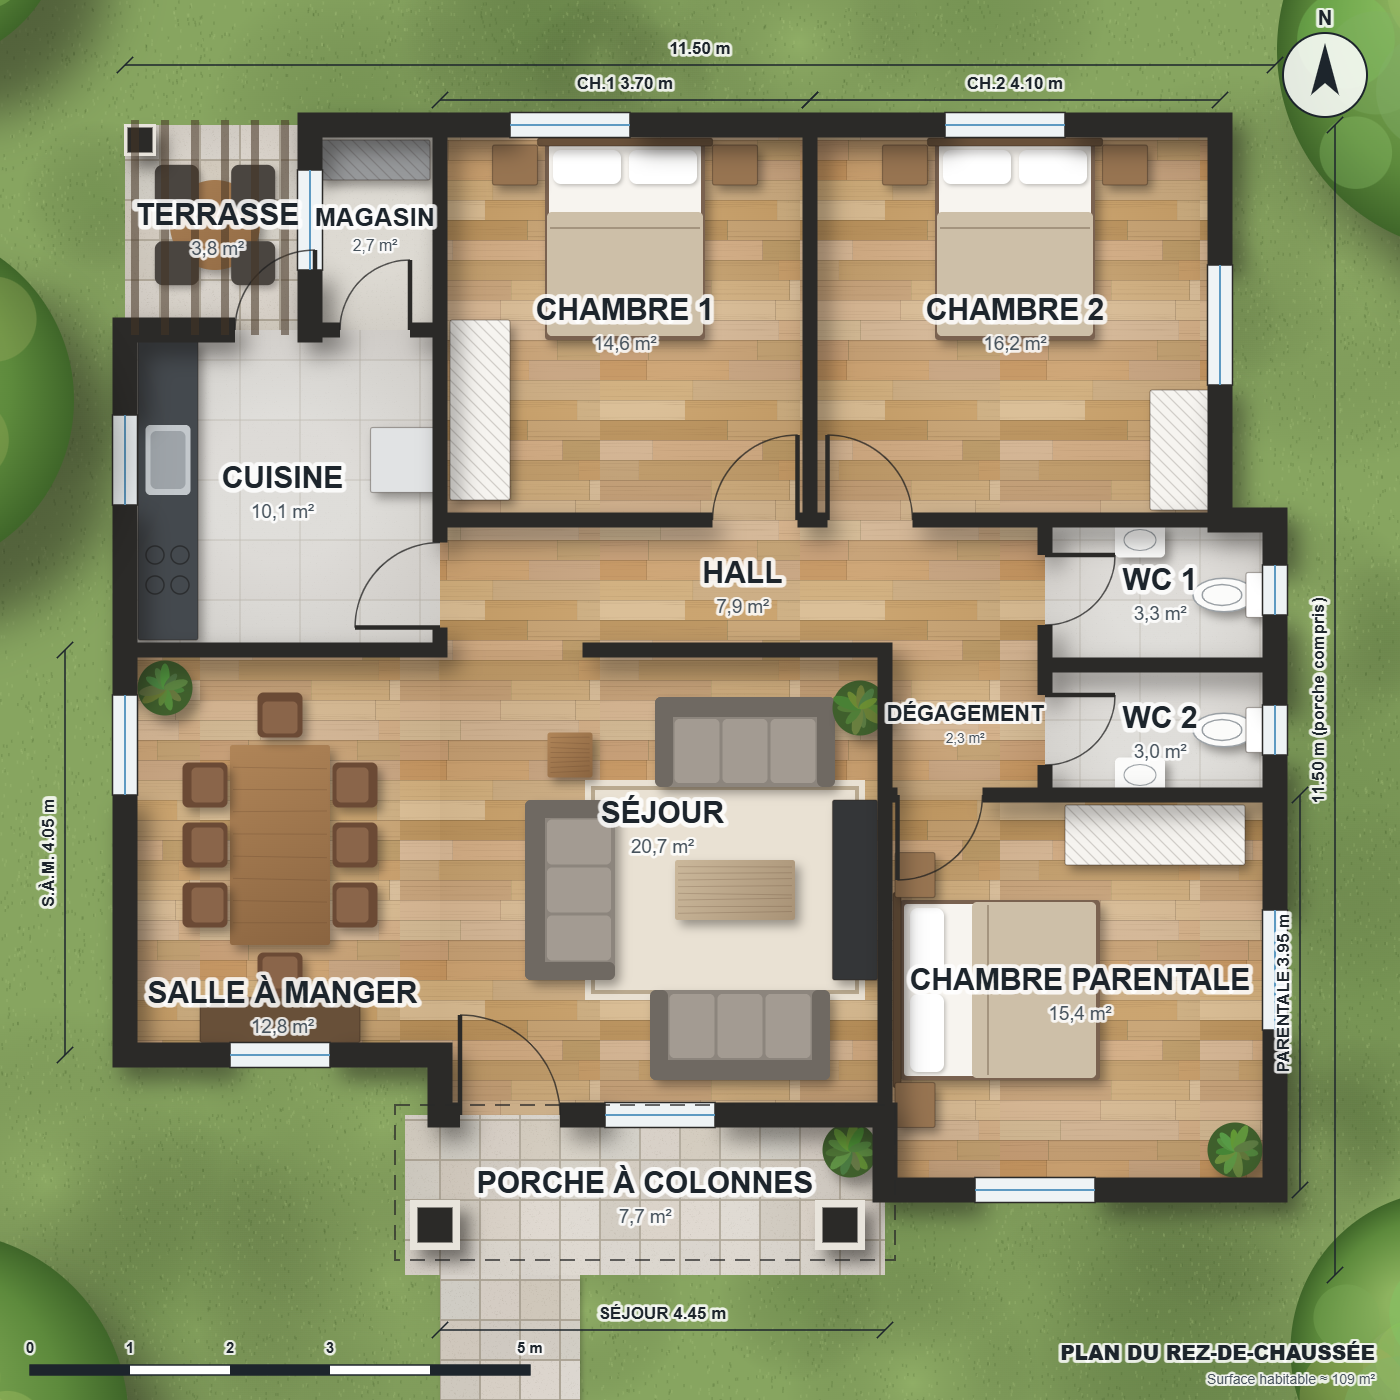 N
11.50 m
CH.1 3.70 m
CH.2 4.10 m
TERRASSE
3,8 m²
MAGASIN
2,7 m²
CHAMBRE 1
14,6 m²
CHAMBRE 2
16,2 m²
CUISINE
10,1 m²
HALL
7,9 m²
WC 1
3,3 m²
WC 2
3,0 m²
DÉGAGEMENT
2,3 m²
11.50 m (porche compris)
S.À.M. 4.05 m
SÉJOUR
20,7 m²
SALLE À MANGER
12,8 m²
CHAMBRE PARENTALE
15,4 m²
PARENTALE 3.95 m
PORCHE À COLONNES
7,7 m²
SÉJOUR 4.45 m
0 1 2 3 5 m
PLAN DU REZ-DE-CHAUSSÉE
Surface habitable ≈ 109 m²